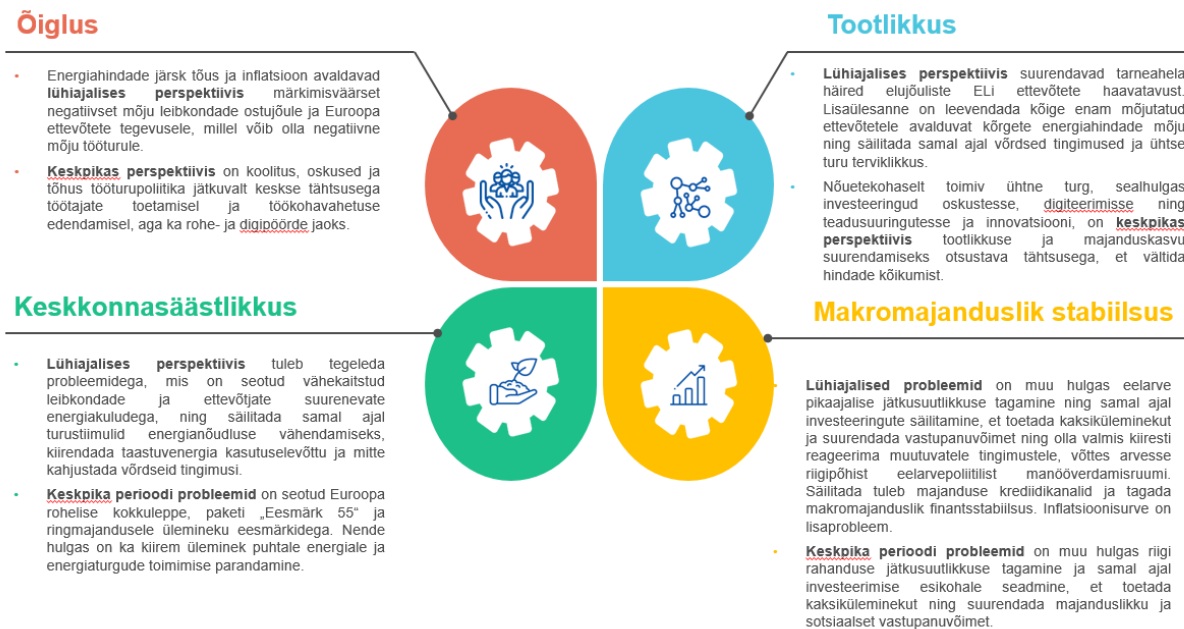 Õiglus
• Energiahindade järsk tõus ja inflatsioon avaldavad
lühiajalises perspektiivis märkimisväärset
negatiivset mõju leibkondade ostujõule ja Euroopa
ettevõtete tegevusele, millel võib olla negatiivne
mõju tööturule.
• Keskpikas perspektiivis on koolitus, oskused ja
tõhus tööturupoliitika jätkuvalt keskse tähtsusega
töötajate toetamisel ja töökohavahetuse
edendamisel, aga ka rohe- ja digipöörde jaoks.
Tootlikkus
• Lühiajalises perspektiivis suurendavad tarneahela
häired elujõuliste ELi ettevõtete haavatavust.
Lisaülesanne on leevendada kõige enam mõjutatud
ettevõtetele avalduvat kõrgete energiahindade mõju
ning säilitada samal ajal võrdsed tingimused ja ühtse
turu terviklikkus.
• Nõuetekohaselt toimiv ühtne turg, sealhulgas
investeeringud oskustesse, digiteerimisse ning
teadusuuringutesse ja innovatsiooni, on keskpikas
perspektiivis tootlikkuse ja majanduskasvu
suurendamiseks otsustava tähtsusega, et vältida
hindade kõikumist.
Keskkonnasäästlikkus
• Lühiajalises perspektiivis tuleb tegeleda
probleemidega, mis on seotud vähekaitstud
leibkondade ja ettevõtjate suurenevate
energiakuludega, ning säilitada samal ajal
turustiimulid energianõudluse vähendamiseks,
kiirendada taastuvenergia kasutuselevõttu ja mitte
kahjustada võrdseid tingimusi.
• Keskpika perioodi probleemid on seotud Euroopa
rohelise kokkuleppe, paketi „Eesmärk 55“ ja
ringmajandusele ülemineku eesmärkidega. Nende
hulgas on ka kiirem üleminek puhtale energiale ja
energiaturgude toimimise parandamine.
Makromajanduslik stabiilsus
• Lühiajalised probleemid on muu hulgas eelarve
pikaajalise jätkusuutlikkuse tagamine ning samal ajal
investeeringute säilitamine, et toetada kaksiküleminekut
ja suurendada vastupanuvõimet ning olla valmis kiiresti
reageerima muutuvatele tingimustele, võttes arvesse
riigipõhist eelarvepoliitilist manööverdamisruumi.
Säilitada tuleb majanduse krediidikanalid ja tagada
makromajanduslik finantsstabiilsus. Inflatsioonisurve on
lisaprobleem.
• Keskpika perioodi probleemid on muu hulgas riigi
rahanduse jätkusuutlikkuse tagamine ja samal ajal
investeerimise esikohale seadmine, et toetada
kaksiküleminekut ning suurendada majanduslikku ja
sotsiaalset vastupanuvõimet.